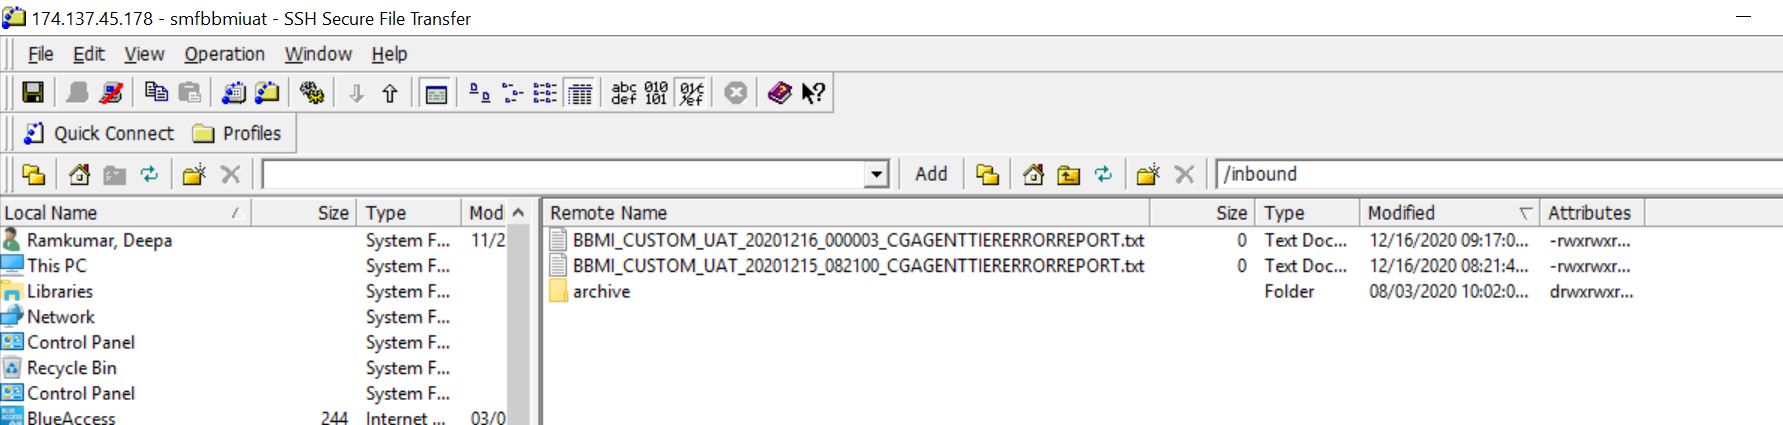 174.137.45.178 - smfbbmiuat - SSH Secure File Transfer
File Edit View Operation Window Help
abc def 010 101
Quick Connect Profiles
Add /inbound
Local Name Size Type Modi Remote Name Size Type Modified Attributes
Ramkumar, Deepa System F... 11/2 BBMI_CUSTOM_UAT_20201216_000003_CGAGENTTIERERRORREPORT.txt 0 Text Doc... 12/16/2020 09:17:0... -rwxrwxr...
This PC System F... BBMI_CUSTOM_UAT_20201215_082100_CGAGENTTIERERRORREPORT.txt 0 Text Doc... 12/16/2020 08:21:4... -rwxrwxr...
Libraries System F... archive Folder 08/03/2020 10:02:0... drwxrwxr...
Network System F...
Control Panel System F...
Recycle Bin System F...
Control Panel System F...
BlueAccess 244 Internet ... 03/0